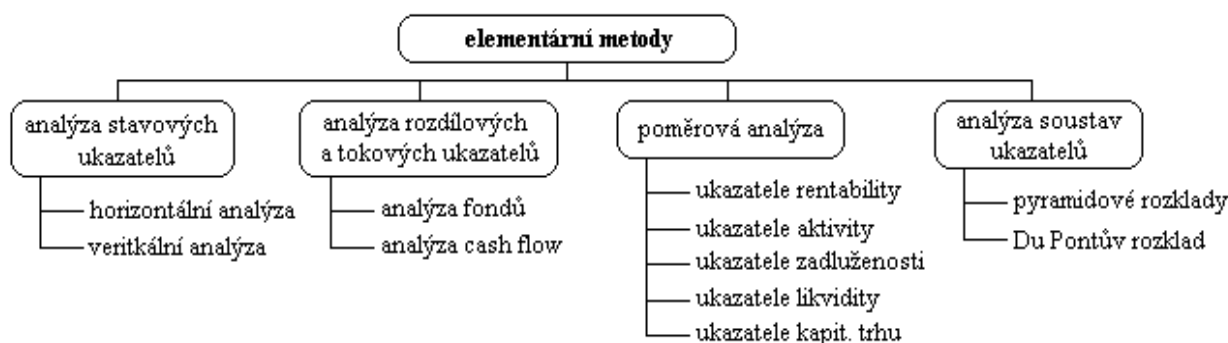 elementární metody
analýza stavových
ukazatelů
horizontální analýza
veritkální analýza
analýza rozdílových
a tokových ukazatelů
analýza fondů
analýza cash flow
poměrová analýza
ukazatele rentability
ukazatele aktivity
ukazatele zadluženosti
ukazatele likvidity
ukazatele kapit. trhu
analýza soustav
ukazatelů
pyramidové rozklady
Du Pontův rozklad